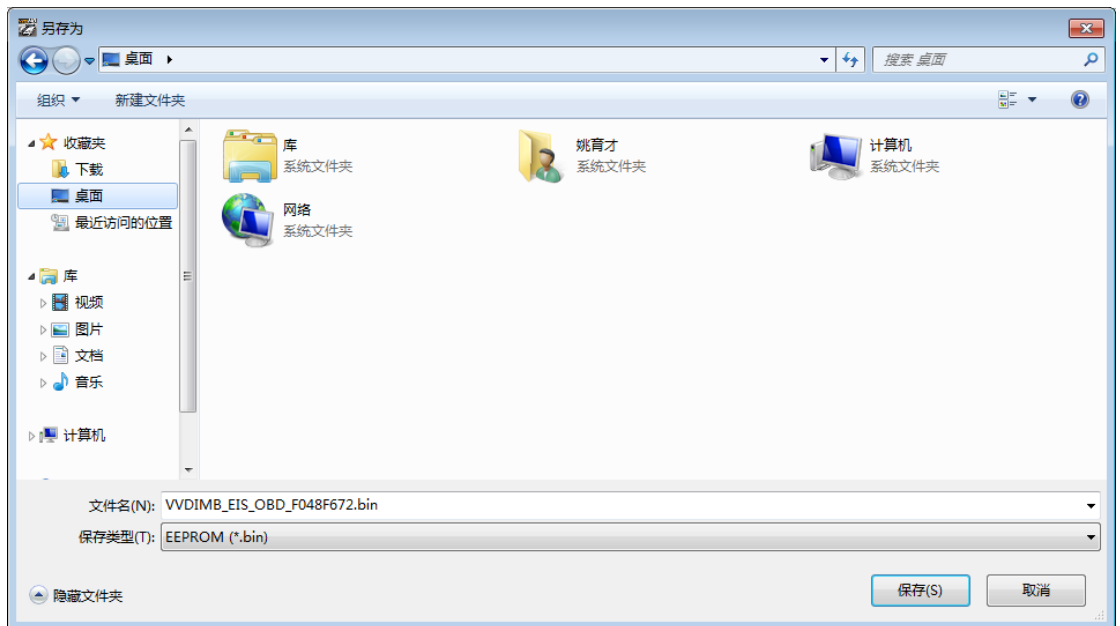 另存为
桌面
搜索 桌面
组织
新建文件夹
收藏夹
下载
桌面
最近访问的位置
库
视频
图片
文档
音乐
计算机
库
系统文件夹
姚育才
系统文件夹
计算机
系统文件夹
网络
系统文件夹
文件名(N): VVDIMB_EIS_OBD_F048F672.bin
保存类型(T): EEPROM (*.bin)
隐藏文件夹
保存(S)
取消